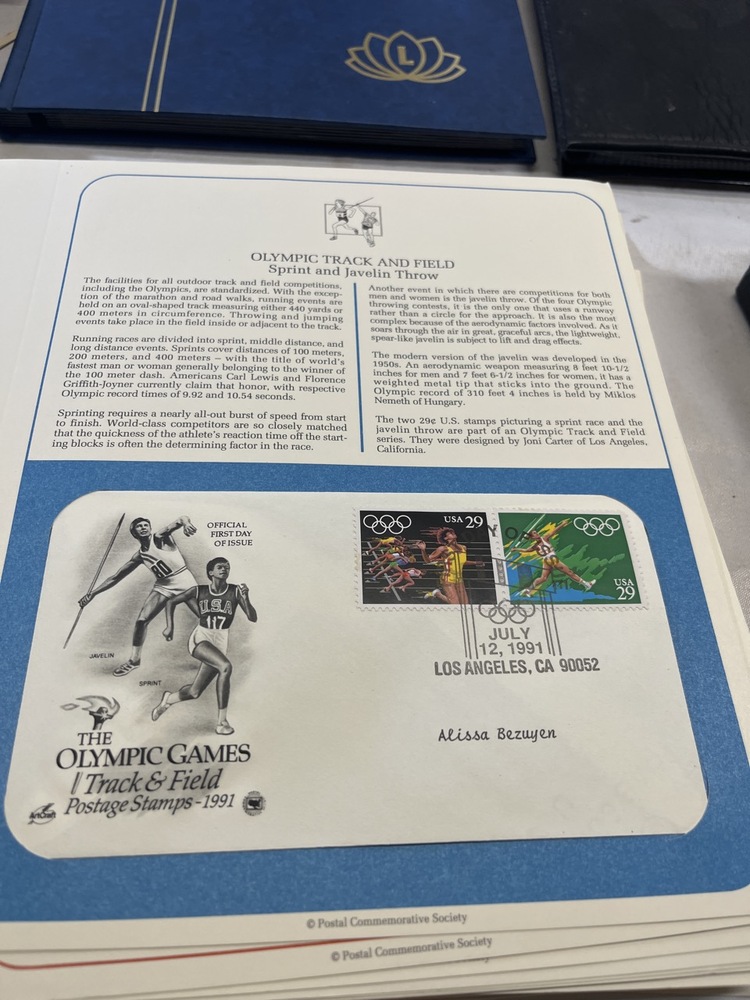 L
OLYMPIC TRACK AND FIELD
Sprint and Javelin Throw
The facilities for all outdoor track and field competitions,
including the Olympics, are standardized. With the excep-
tion of the marathon and road walks, running events are
held on an oval-shaped track measuring either 440 yards or
400 meters in circumference. Throwing and jumping
events take place in the field inside or adjacent to the track.
Running races are divided into sprint, middle distance, and
long distance events. Sprints cover distances of 100 meters,
200 meters, and 400 meters – with the title of world's
fastest man or woman generally belonging to the winner of
the 100 meter dash. Americans Carl Lewis and Florence
Griffith-Joyner currently claim that honor, with respective
Olympic record times of 9.92 and 10.54 seconds.
Sprinting requires a nearly all-out burst of speed from start
to finish. World-class competitors are so closely matched
that the quickness of the athlete's reaction time off the start-
ing blocks is often the determining factor in the race.
Another event in which there are competitions for both
men and women is the javelin throw. Of the four Olympic
throwing contests, it is the only one that uses a runway
rather than a circle for the approach. It is also the most
complex because of the aerodynamic factors involved. As it
soars through the air in great, graceful arcs, the lightweight,
spear-like javelin is subject to lift and drag effects.
The modern version of the javelin was developed in the
1950s. An aerodynamic weapon measuring 8 feet 10-1/2
inches for men and 7 feet 6-1/2 inches for women, it has a
weighted metal tip that sticks into the ground. The
Olympic record of 310 feet 4 inches is held by Miklos
Nemeth of Hungary.
The two 29¢ U.S. stamps picturing a sprint race and the
javelin throw are part of an Olympic Track and Field
series. They were designed by Joni Carter of Los Angeles,
California.
OFFICIAL
FIRST DAY
OF ISSUE
80
USA
117
JAVELIN
SPRINT
THE
OLYMPIC GAMES
Track & Field
Postage Stamps-1991
ArtCraft
USA 29
USA
29
JULY
12, 1991
LOS ANGELES, CA 90052
Alissa Bezuyen
© Postal Commemorative Society
© Postal Commemorative Society